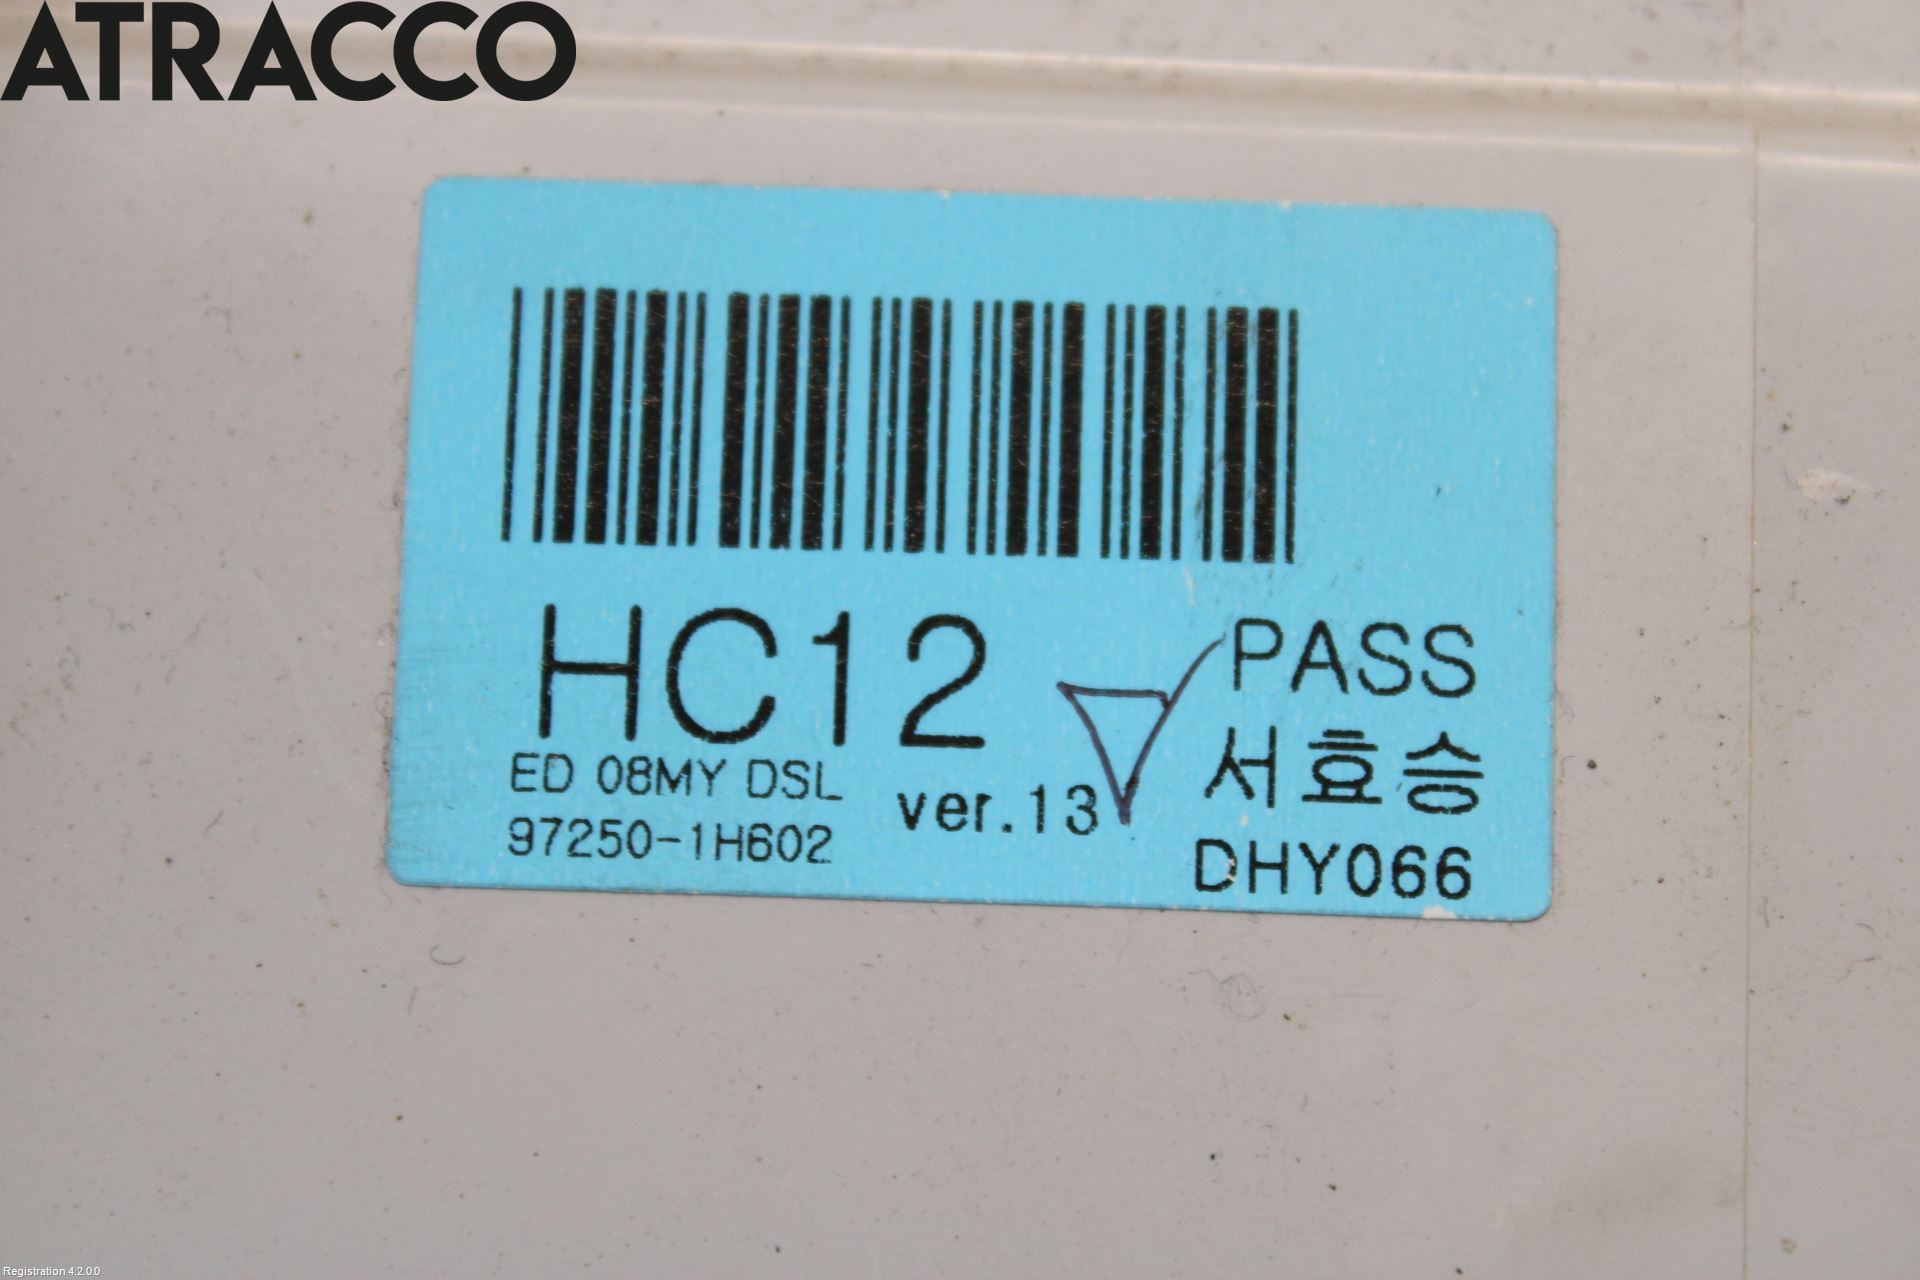 ATRACCO
HC12
PASS
ED 08MY DSL
ver.13
서효승
97250-1H602
DHY066
Registration 4.2.0.0